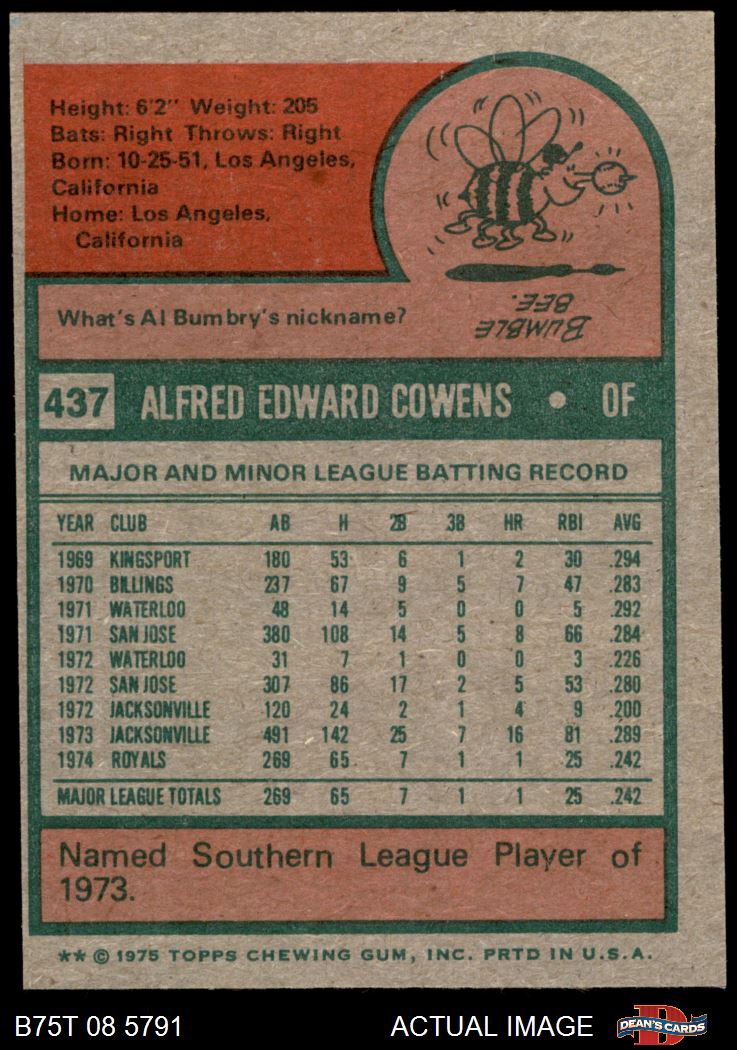 Height: 6'2" Weight: 205
Bats: Right Throws: Right
Born: 10-25-51, Los Angeles,
California
Home: Los Angeles,
California
What's Al Bumbry's nickname?
BUMBLE
BEE.
437 ALFRED EDWARD COWENS • OF
MAJOR AND MINOR LEAGUE BATTING RECORD
YEAR CLUB AB H 2B 3B HR RBI AVG
1969 KINGSPORT 180 53 6 1 2 30 .294
1970 BILLINGS 237 67 9 5 7 47 .283
1971 WATERLOO 48 14 5 0 0 5 .292
1971 SAN JOSE 380 108 14 5 8 66 .284
1972 WATERLOO 31 7 1 0 0 3 .226
1972 SAN JOSE 307 86 17 2 5 53 .280
1972 JACKSONVILLE 120 24 2 1 4 9 .200
1973 JACKSONVILLE 491 142 25 7 16 81 .289
1974 ROYALS 269 65 7 1 1 25 .242
MAJOR LEAGUE TOTALS 269 65 7 1 1 25 .242
Named Southern League Player of
1973.
** © 1975 TOPPS CHEWING GUM, INC. PRTD IN U.S.A.
B75T 08 5791 ACTUAL IMAGE D DEAN'S CARDS